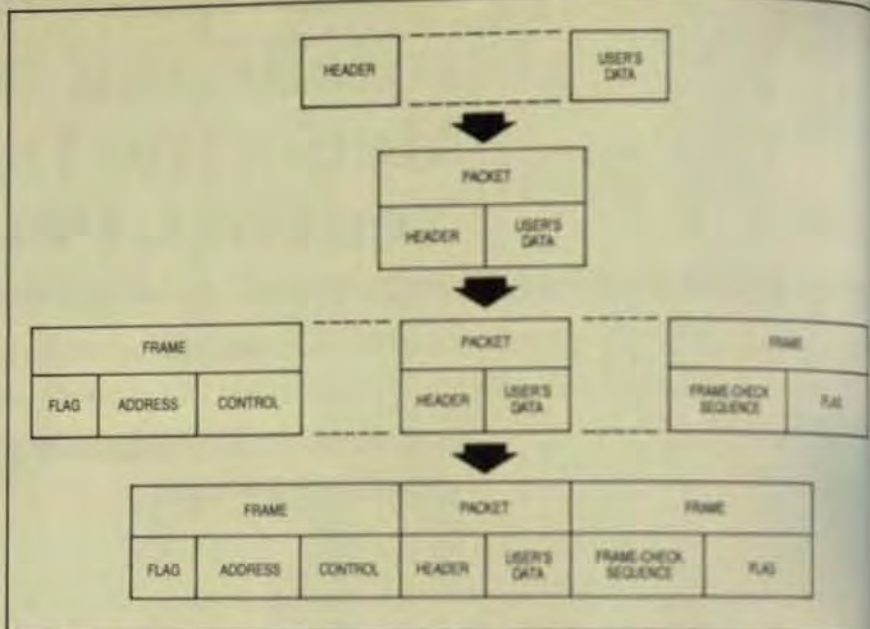 HEADER
USER'S
DATA
PACKET
HEADER
USER'S
DATA
FRAME
PACKET
FRAME
FLAG
ADDRESS
CONTROL
HEADER
USER'S
DATA
FRAME-CHECK
SEQUENCE
FLAG
FRAME
PACKET
FRAME
FLAG
ADDRESS
CONTROL
HEADER
USER'S
DATA
FRAME-CHECK
SEQUENCE
FLAG